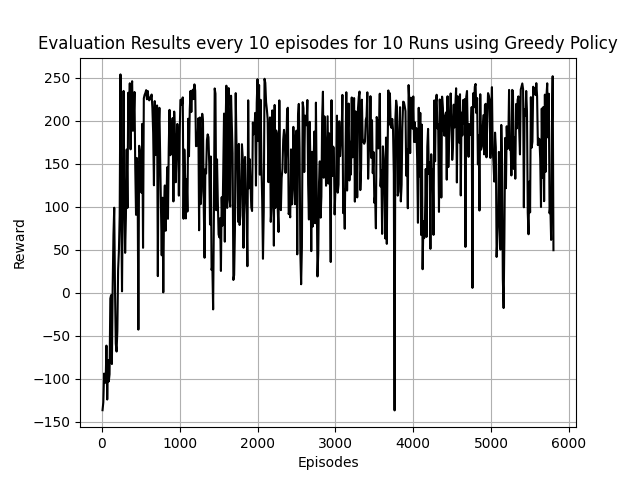 Evaluation Results every 10 episodes for 10 Runs using Greedy Policy
250
200
150
100
50
0
−50
−100
−150
Reward
0 1000 2000 3000 4000 5000 6000
Episodes